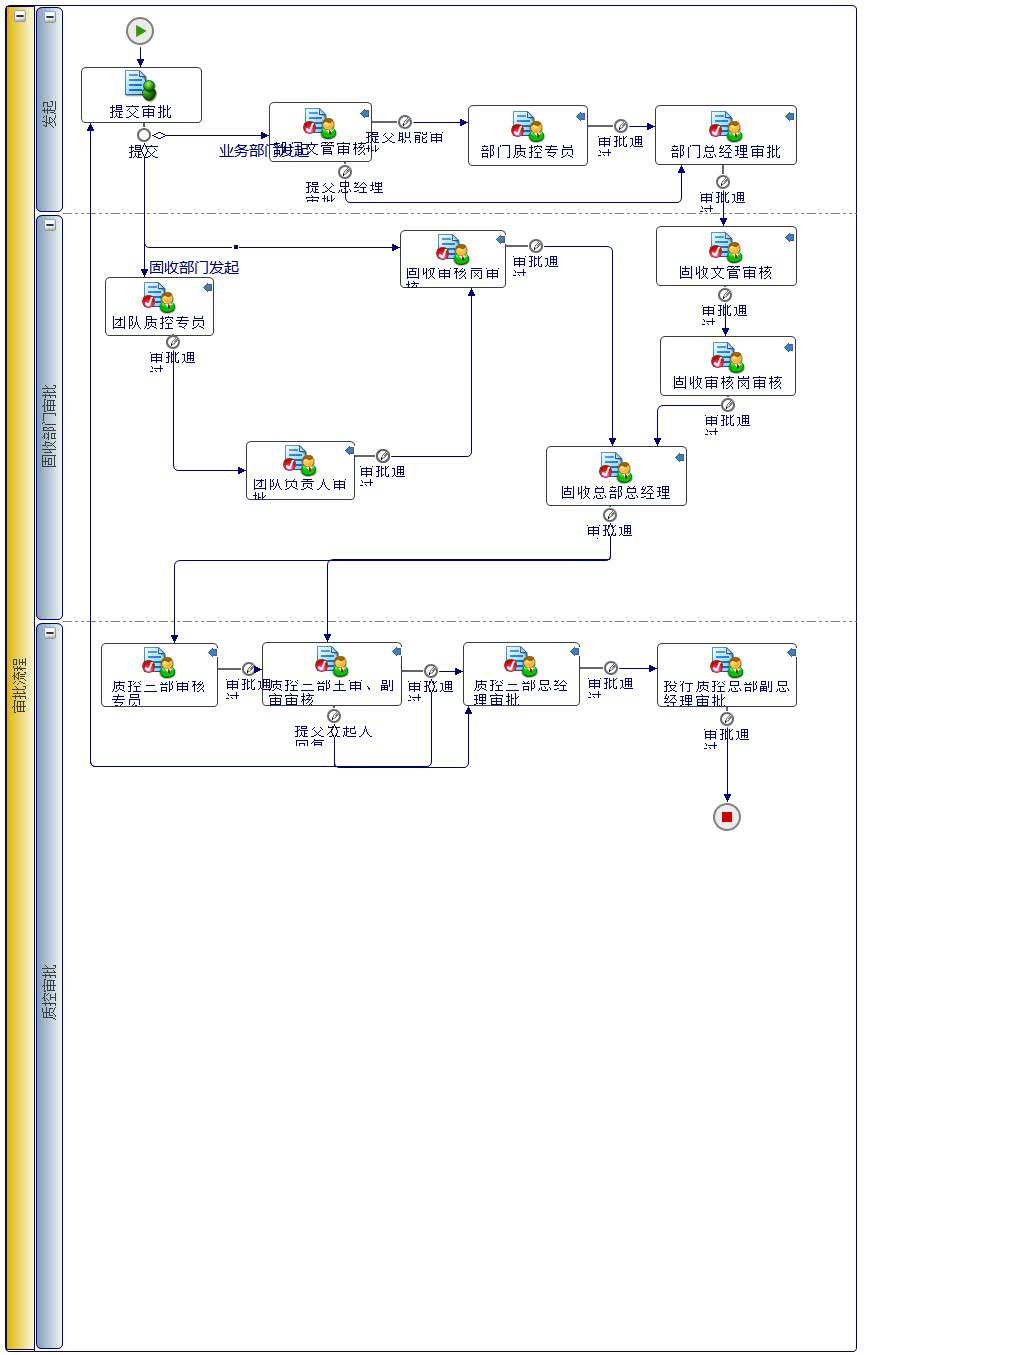 审批流程
发起
提交审批
提交
业务部门发起
部门文管审核
提交职能审
批
部门质控专员
审批通
过
部门总经理审批
提交总经理
审批
审批通
过
固收部门审批
固收部门发起
固收审核岗审
核
审批通
过
固收文管审核
审批通
过
团队质控专员
审批通
过
固收审核岗审核
审批通
过
团队负责人审
批
审批通
过
固收总部总经理
审批通
质控审批
质控二部审核
专员
审批通
过
质控二部主审、副
审审核
审批通
过
质控二部总经
理审批
审批通
过
投行质控总部副总
经理审批
提交发起人
回复
审批通
过